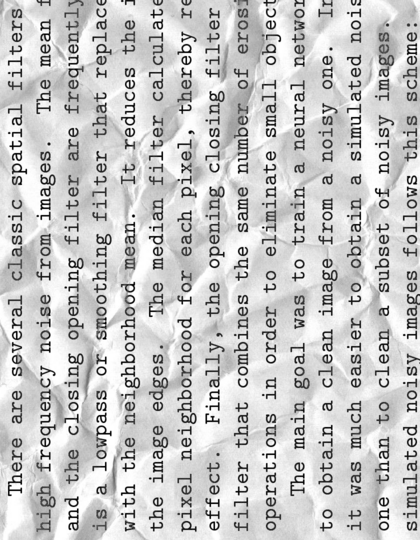 There are several classic spatial filters
high frequency noise from images. The mean f
and the closing opening filter are frequently
is a lowpass or smoothing filter that replace
with the neighborhood mean. It reduces the i
the image edges. The median filter calculate
pixel neighborhood for each pixel, thereby re
effect. Finally, the opening closing filter
filter that combines the same number of erosi
operations in order to eliminate small object
The main goal was to train a neural networ
to obtain a clean image from a noisy one. In
it was much easier to obtain a simulated nois
one than to clean a subset of noisy images.
simulated noisy images follows this scheme: